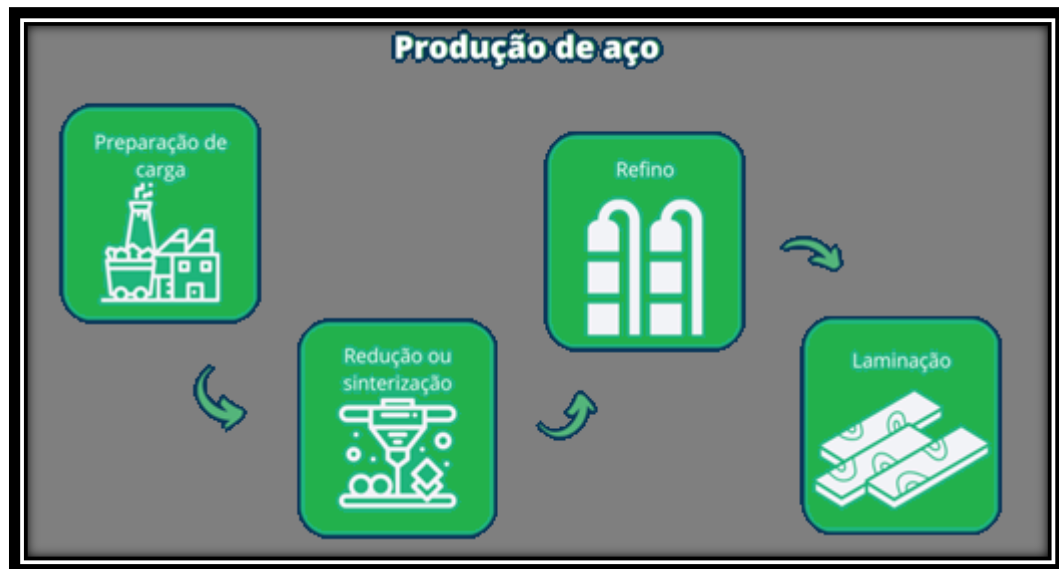 Produção de aço
Preparação de
carga
Redução ou
sinterização
Refino
Laminação